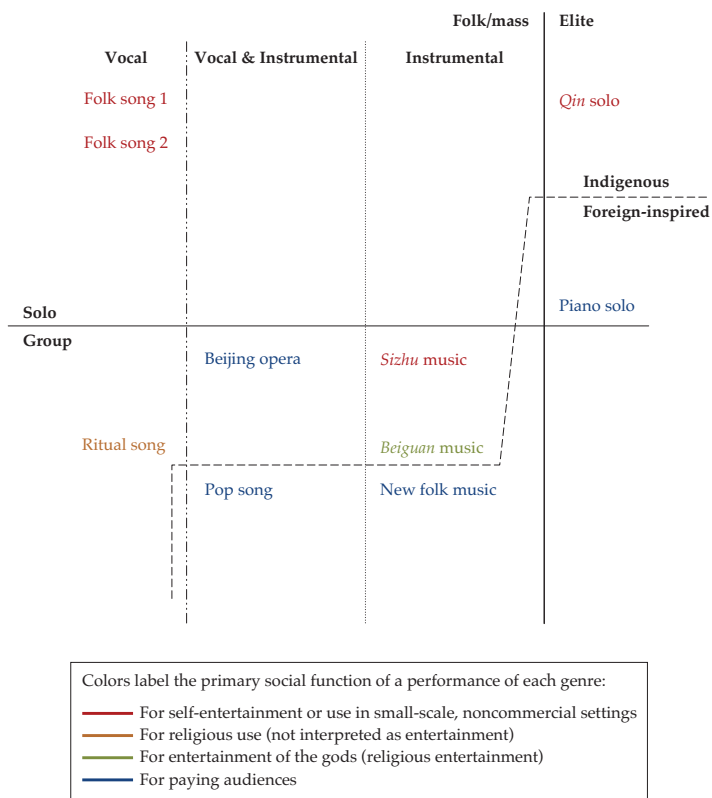 Folk/mass Elite
Vocal Vocal & Instrumental Instrumental
Folk song 1 Qin solo
Folk song 2
Indigenous
Foreign-inspired
Piano solo
Solo
Group
Beijing opera Sizhu music
Ritual song Beiguan music
Pop song New folk music
Colors label the primary social function of a performance of each genre:
For self-entertainment or use in small-scale, noncommercial settings
For religious use (not interpreted as entertainment)
For entertainment of the gods (religious entertainment)
For paying audiences